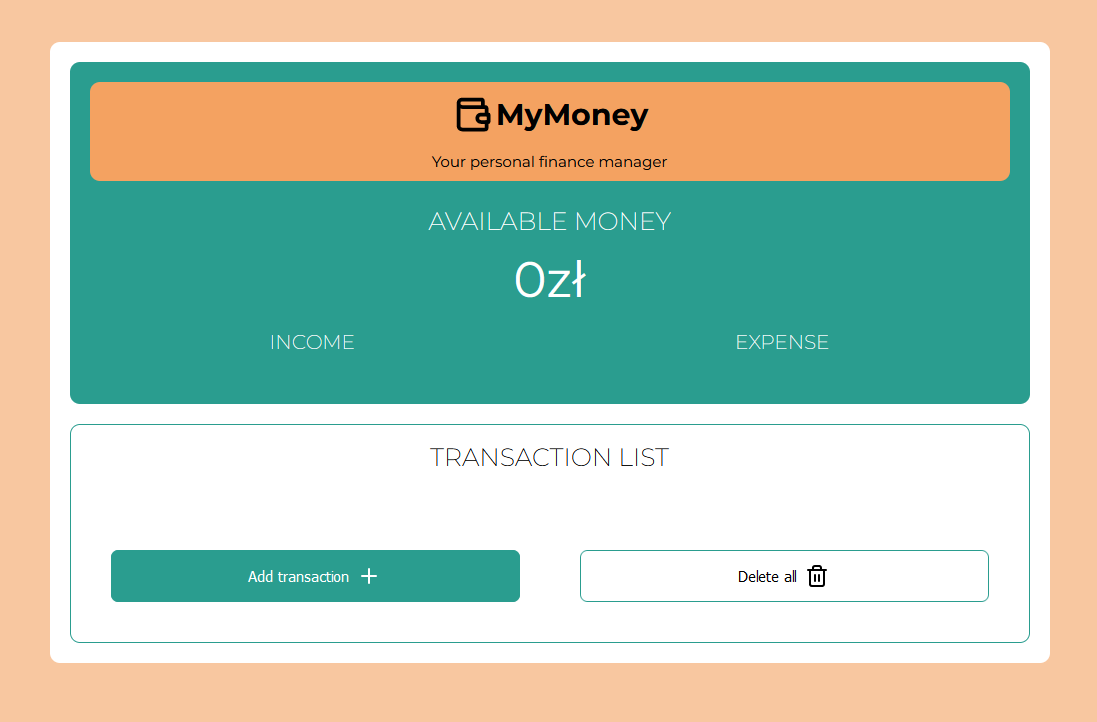 MyMoney
Your personal finance manager
AVAILABLE MONEY
0zł
INCOME EXPENSE
TRANSACTION LIST
Add transaction Delete all